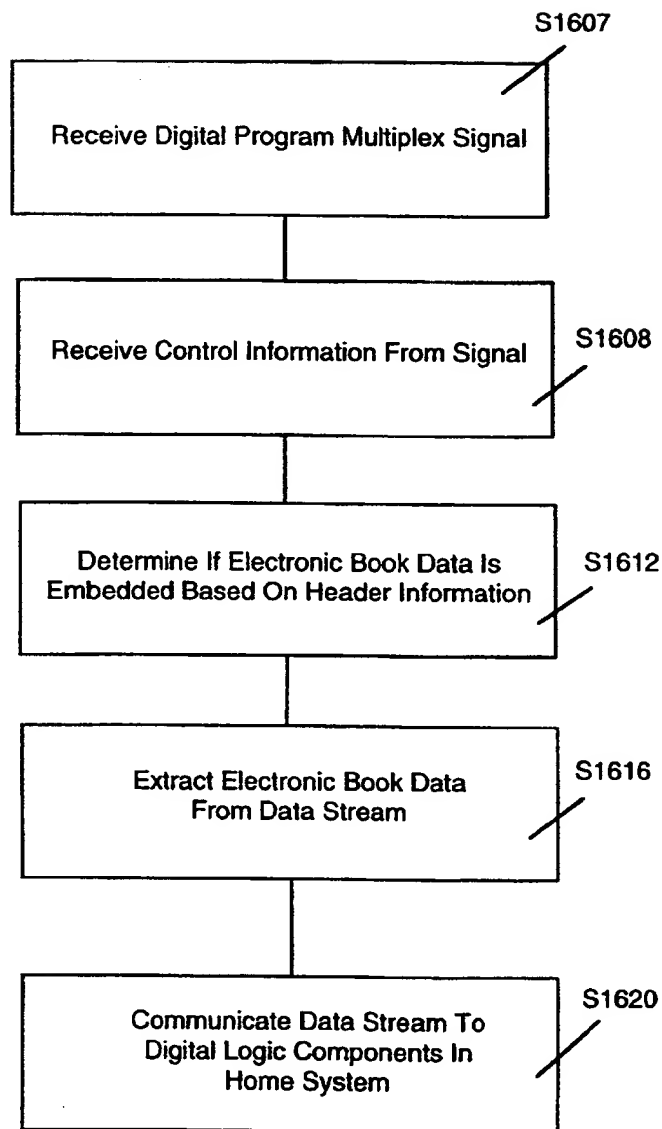 S1607
Receive Digital Program Multiplex Signal
Receive Control Information From Signal
S1608
Determine If Electronic Book Data Is
Embedded Based On Header Information
S1612
Extract Electronic Book Data
From Data Stream
S1616
Communicate Data Stream To
Digital Logic Components In
Home System
S1620